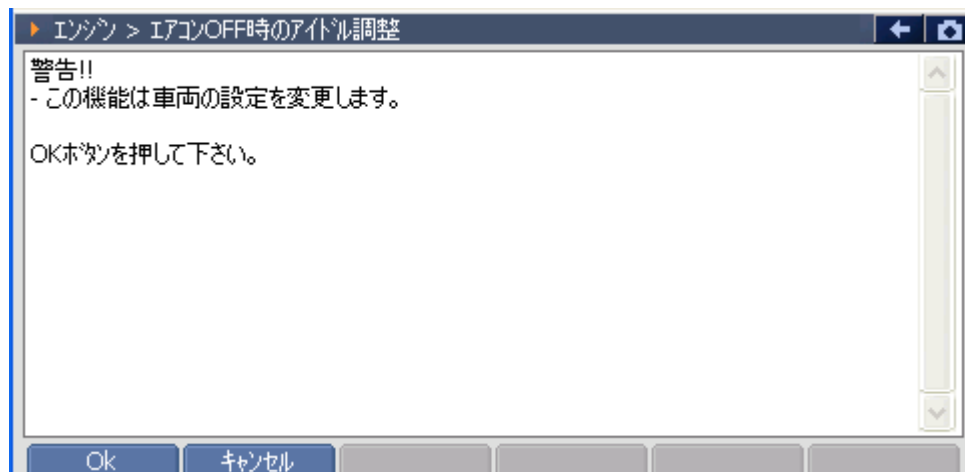 エンジン > エアコンOFF時のアイドル調整
警告!!
- この機能は車両の設定を変更します。
OKボタンを押して下さい。
Ok
キャンセル